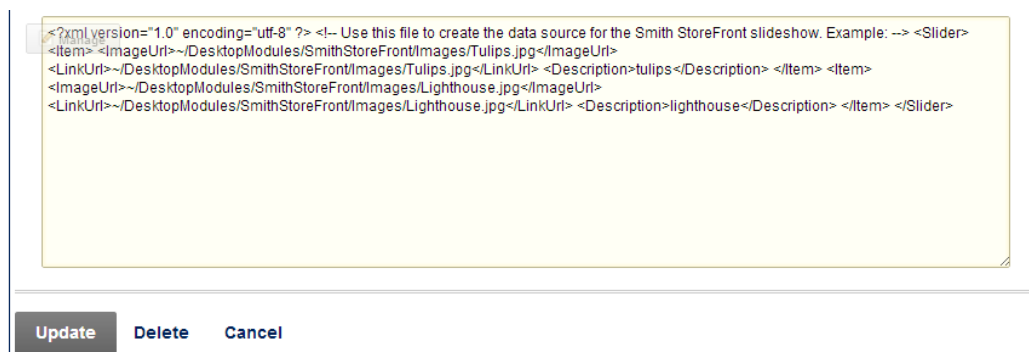 <?xml version="1.0" encoding="utf-8" ?> <!-- Use this file to create the data source for the Smith StoreFront slideshow. Example: --> <Slider>
Manage
<Item> <ImageUrl>~/DesktopModules/SmithStoreFront/Images/Tulips.jpg</ImageUrl>
<LinkUrl>~/DesktopModules/SmithStoreFront/Images/Tulips.jpg</LinkUrl> <Description>tulips</Description> </Item> <Item>
<ImageUrl>~/DesktopModules/SmithStoreFront/Images/Lighthouse.jpg</ImageUrl>
<LinkUrl>~/DesktopModules/SmithStoreFront/Images/Lighthouse.jpg</LinkUrl> <Description>lighthouse</Description> </Item> </Slider>
Update Delete Cancel